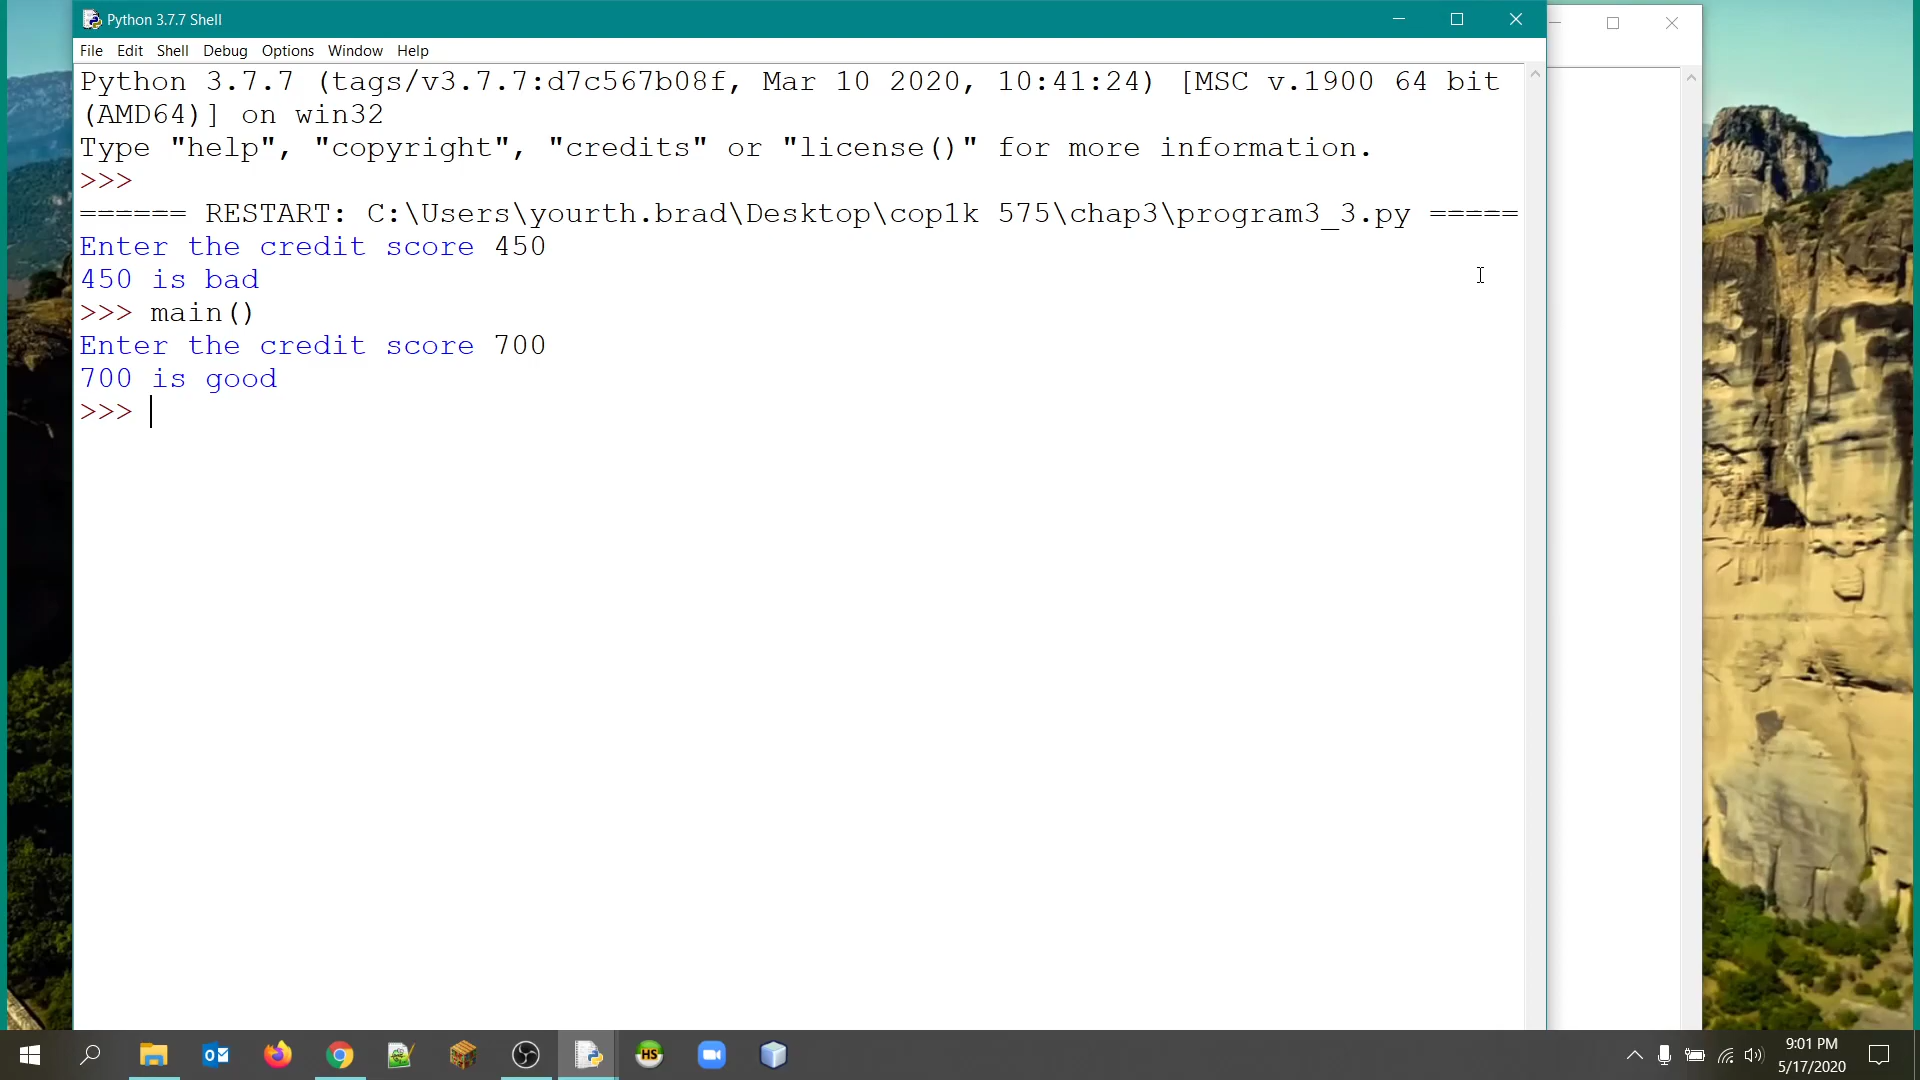 Python 3.7.7 Shell
File Edit Shell Debug Options Window Help
Python 3.7.7 (tags/v3.7.7:d7c567b08f, Mar 10 2020, 10:41:24) [MSC v.1900 64 bit
(AMD64)] on win32
Type "help", "copyright", "credits" or "license()" for more information.
>>>
====== RESTART: C:\Users\yourth.brad\Desktop\cop1k 575\chap3\program3_3.py =====
Enter the credit score 450
450 is bad
>>> main()
Enter the credit score 700
700 is good
>>>
HS
9:01 PM
5/17/2020